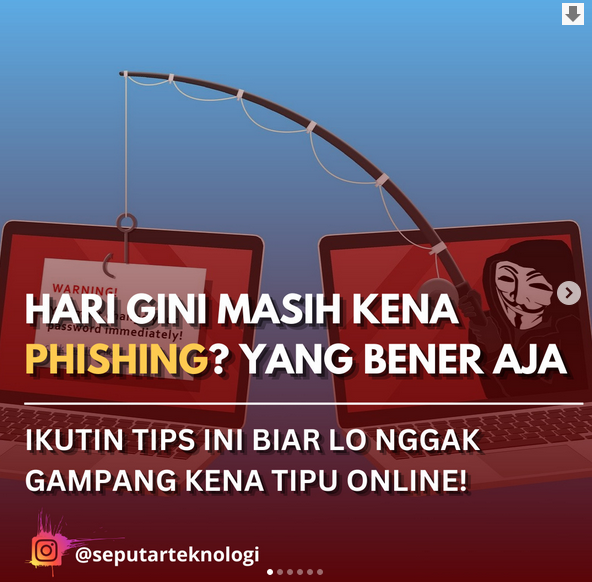 WARNING!
password immediately!
HARI GINI MASIH KENA
PHISHING? YANG BENER AJA
IKUTIN TIPS INI BIAR LO NGGAK
GAMPANG KENA TIPU ONLINE!
@seputarteknologi